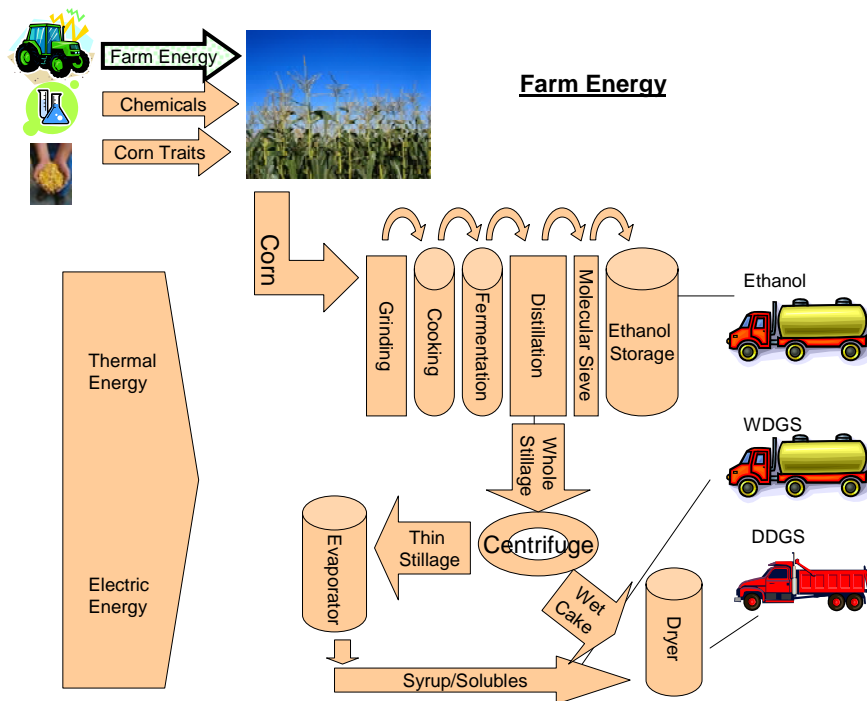 Farm Energy
Farm Energy
Chemicals
Corn Traits
Corn
Grinding
Cooking
Fermentation
Distillation
Molecular Sieve
Ethanol
Storage
Ethanol
Thermal
Energy
Whole
Stillage
WDGS
Electric
Energy
Evaporator
Thin
Stillage
Centrifuge
Wet
Cake
Dryer
DDGS
Syrup/Solubles